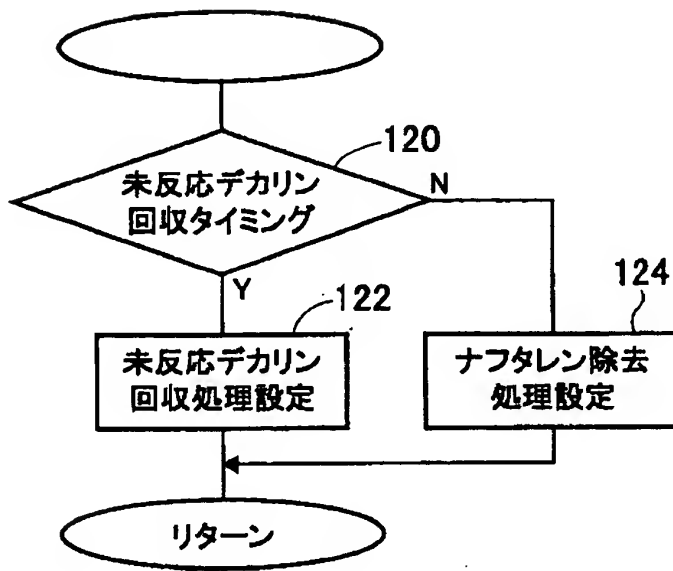 120
未反応デカリン
回収タイミング
N
Y
122
124
未反応デカリン
回収処理設定
ナフタレン除去
処理設定
リターン